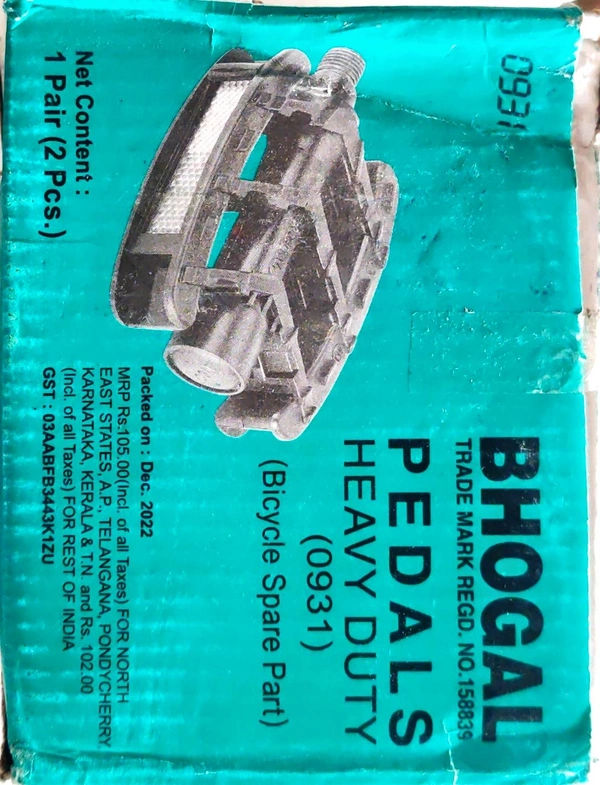 0931
BHOGAL
TRADE MARK REGD. NO.158839
PEDALS
HEAVY DUTY
(0931)
(Bicycle Spare Part)
Net Content :
1 Pair (2 Pcs.)
Packed on : Dec. 2022
MRP Rs:105.00(Incl. of all Taxes) FOR NORTH
EAST STATES, A.P., TELANGANA, PONDYCHERRY
KARNATAKA, KERALA & T.N. and Rs. 102.00
(Incl. of all Taxes) FOR REST OF INDIA
GST : 03AABFB3443K1ZU